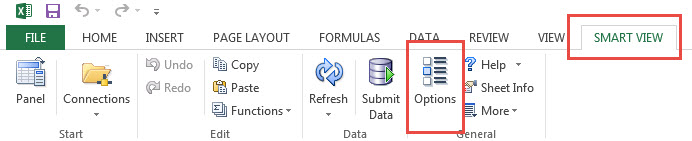 FILE HOME INSERT PAGE LAYOUT FORMULAS DATA REVIEW VIEW SMART VIEW
Undo Copy Help
Redo Paste Sheet Info
Panel Connections Functions Refresh Submit Data Options More
Start Edit Data General